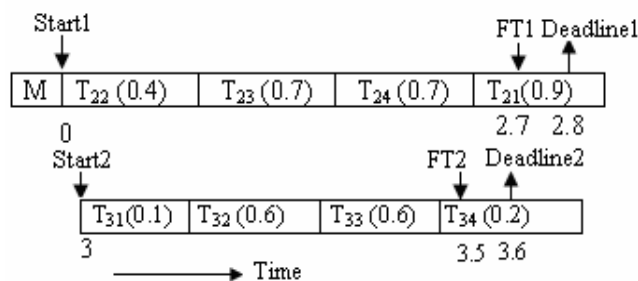 Start1 FT1 Deadline1
M T₂₂ (0.4) T₂₃ (0.7) T₂₄ (0.7) T₂₁(0.9)
0 2.7 2.8
Start2 FT2 Deadline2
T₃₁(0.1) T₃₂ (0.6) T₃₃ (0.6) T₃₄ (0.2)
3 3.5 3.6
Time